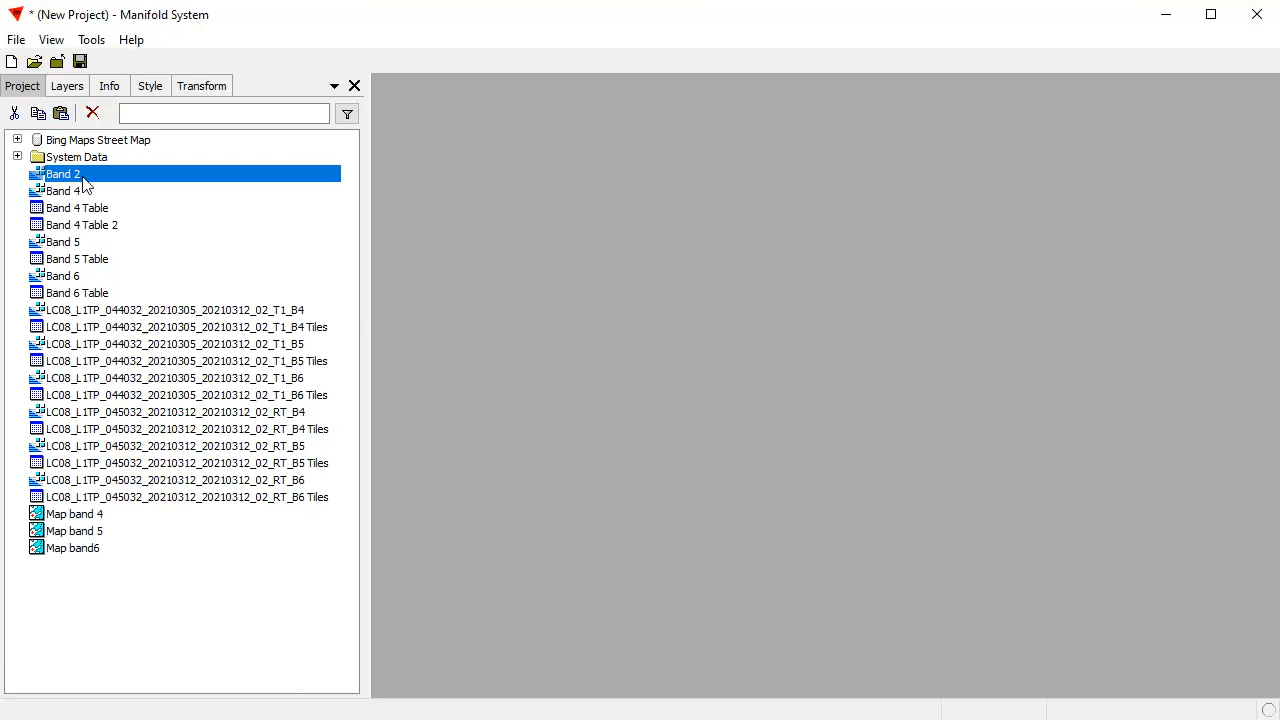 * (New Project) - Manifold System
File View Tools Help
Project Layers Info Style Transform
Bing Maps Street Map
System Data
Band 2
Band 4
Band 4 Table
Band 4 Table 2
Band 5
Band 5 Table
Band 6
Band 6 Table
LC08_L1TP_044032_20210305_20210312_02_T1_B4
LC08_L1TP_044032_20210305_20210312_02_T1_B4 Tiles
LC08_L1TP_044032_20210305_20210312_02_T1_B5
LC08_L1TP_044032_20210305_20210312_02_T1_B5 Tiles
LC08_L1TP_044032_20210305_20210312_02_T1_B6
LC08_L1TP_044032_20210305_20210312_02_T1_B6 Tiles
LC08_L1TP_045032_20210312_20210312_02_RT_B4
LC08_L1TP_045032_20210312_20210312_02_RT_B4 Tiles
LC08_L1TP_045032_20210312_20210312_02_RT_B5
LC08_L1TP_045032_20210312_20210312_02_RT_B5 Tiles
LC08_L1TP_045032_20210312_20210312_02_RT_B6
LC08_L1TP_045032_20210312_20210312_02_RT_B6 Tiles
Map band 4
Map band 5
Map band6